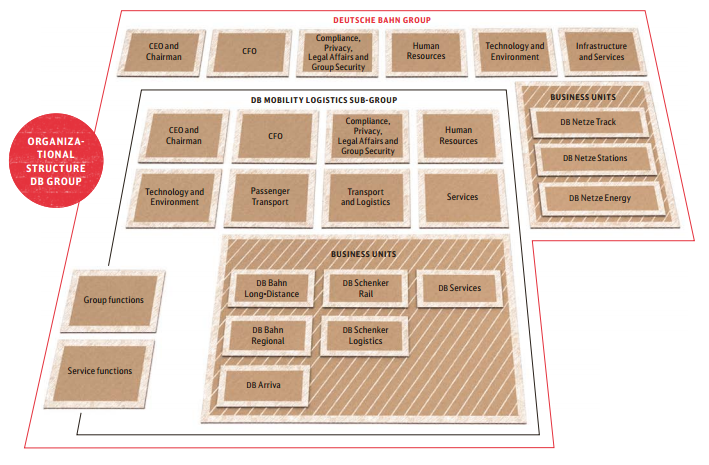 DEUTSCHE BAHN GROUP
CEO and
Chairman
CFO
Compliance,
Privacy,
Legal Affairs and
Group Security
Human
Resources
Technology and
Environment
Infrastructure
and Services
ORGANIZA-
TIONAL
STRUCTURE
DB GROUP
DB MOBILITY LOGISTICS SUB-GROUP
CEO and
Chairman
CFO
Compliance,
Privacy,
Legal Affairs and
Group Security
Human
Resources
Technology and
Environment
Passenger
Transport
Transport
and Logistics
Services
BUSINESS UNITS
DB Netze Track
DB Netze Stations
DB Netze Energy
BUSINESS UNITS
DB Bahn
Long•Distance
DB Schenker
Rail
DB Services
DB Bahn
Regional
DB Schenker
Logistics
DB Arriva
Group functions
Service functions